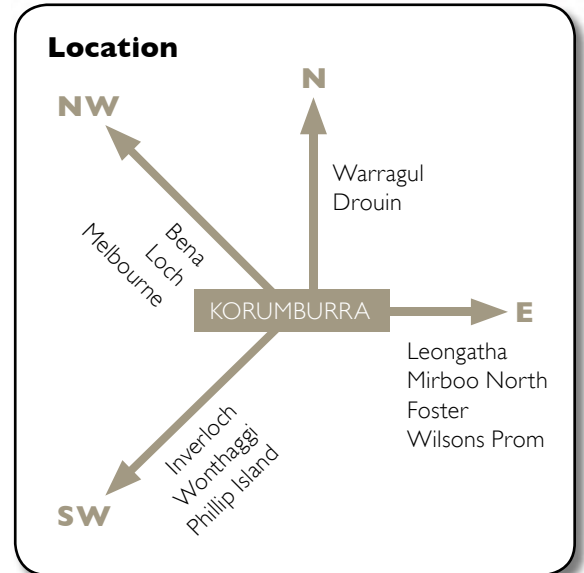 Location
N
NW
Warragul
Drouin
Bena
Loch
Melbourne
KORUMBURRA
E
Leongatha
Mirboo North
Foster
Wilsons Prom
Inverloch
Wonthaggi
Phillip Island
SW